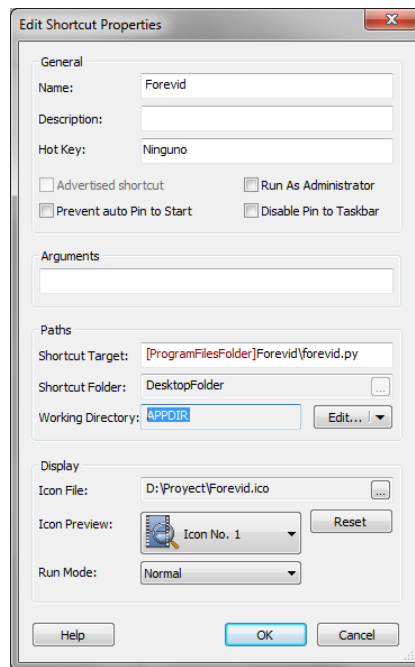 Edit Shortcut Properties
General
Name: Forevid
Description:
Hot Key: Ninguno
Advertised shortcut Run As Administrator
Prevent auto Pin to Start Disable Pin to Taskbar
Arguments
Paths
Shortcut Target: [ProgramFilesFolder]Forevid\forevid.py
Shortcut Folder: DesktopFolder ...
Working Directory: APPDIR Edit...
Display
Icon File: D:\Proyect\Forevid.ico ...
Icon Preview: Icon No. 1 Reset
Run Mode: Normal
Help OK Cancel